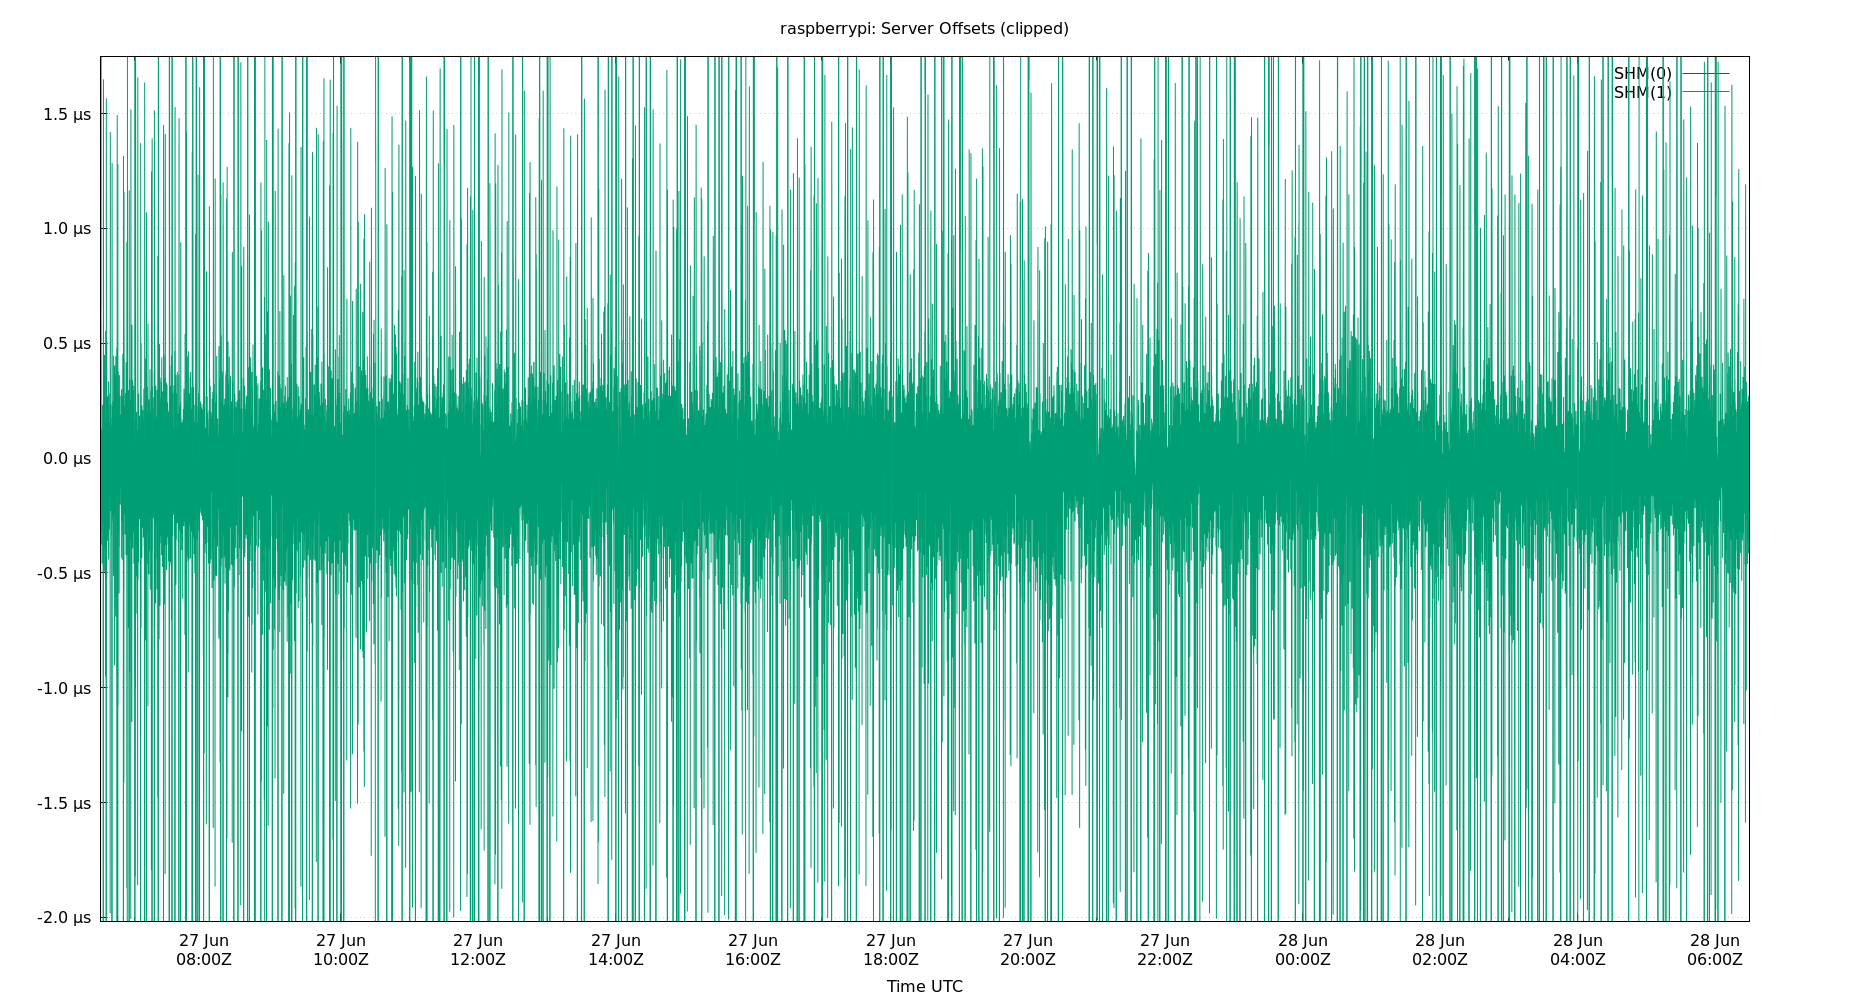 raspberrypi: Server Offsets (clipped)
SHM(0)
SHM(1)
1.5 µs
1.0 µs
0.5 µs
0.0 µs
-0.5 µs
-1.0 µs
-1.5 µs
-2.0 µs
27 Jun 27 Jun 27 Jun 27 Jun 27 Jun 27 Jun 27 Jun 27 Jun 28 Jun 28 Jun 28 Jun 28 Jun
08:00Z 10:00Z 12:00Z 14:00Z 16:00Z 18:00Z 20:00Z 22:00Z 00:00Z 02:00Z 04:00Z 06:00Z
Time UTC